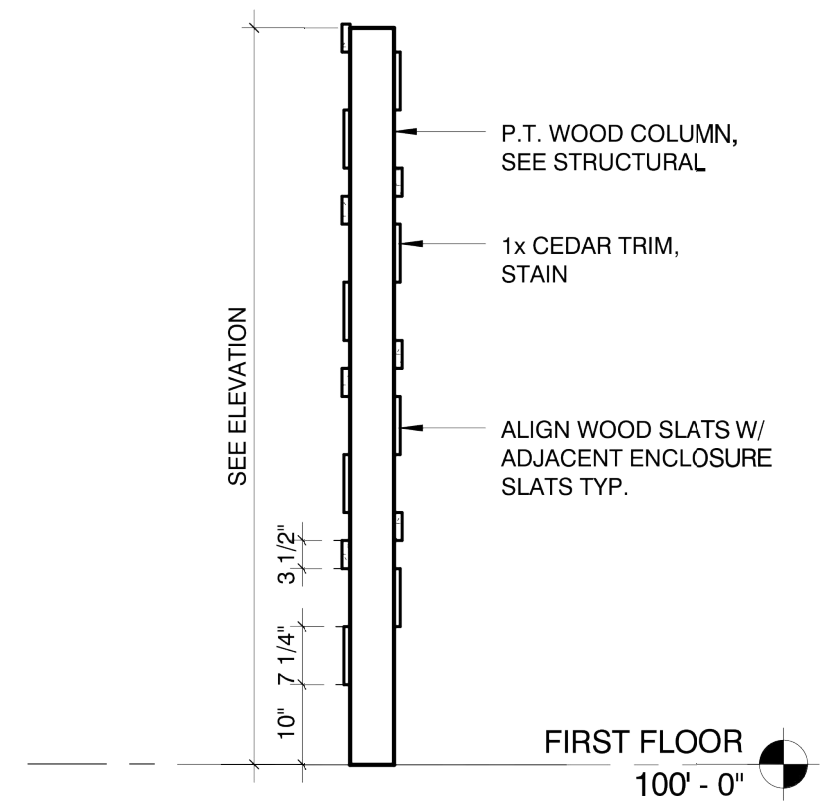 P.T. WOOD COLUMN,
SEE STRUCTURAL
1x CEDAR TRIM,
STAIN
SEE ELEVATION
ALIGN WOOD SLATS W/
ADJACENT ENCLOSURE
SLATS TYP.
3 1/2"
7 1/4"
10"
FIRST FLOOR
100' - 0"